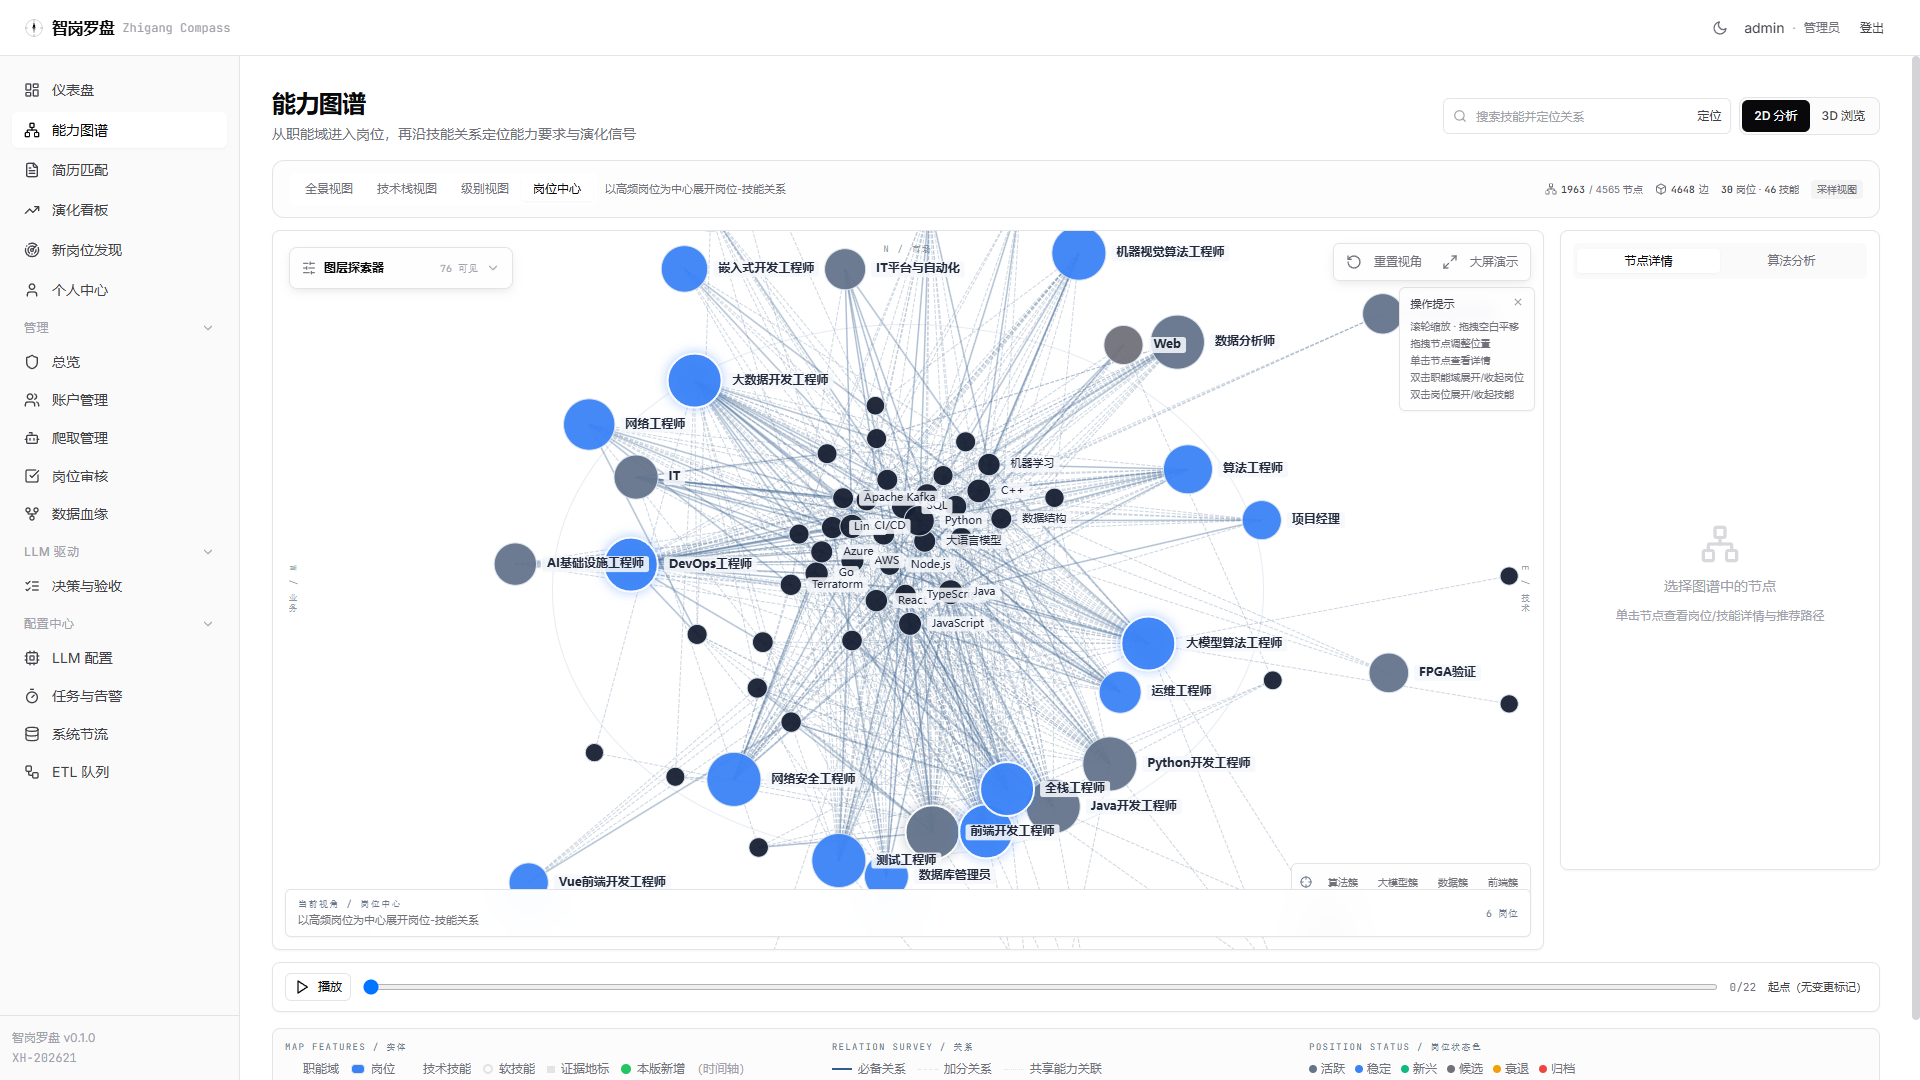 智岗罗盘 Zhigang Compass
admin · 管理员 登出
仪表盘
能力图谱
简历匹配
演化看板
新岗位发现
个人中心
管理
总览
账户管理
爬取管理
岗位审核
数据血缘
LLM 驱动
决策与验收
配置中心
LLM 配置
任务与告警
系统节流
ETL 队列
智岗罗盘 v0.1.0
XH-202621
能力图谱
从职能域进入岗位，再沿技能关系定位能力要求与演化信号
搜索技能并定位关系 定位
2D 分析 3D 浏览
全景视图 技术栈视图 级别视图 岗位中心 以高频岗位为中心展开岗位-技能关系
1963 / 4565 节点 4648 边 30 岗位 · 46 技能 采样视图
图层探索器 76 可见
重置视角 大屏演示
操作提示
滚轮缩放 · 拖拽空白平移
拖拽节点调整位置
单击节点查看详情
双击职能域展开/收起岗位
双击岗位展开/收起技能
嵌入式开发工程师
IT平台与自动化
机器视觉算法工程师
Web
数据分析师
大数据开发工程师
网络工程师
IT
机器学习
算法工程师
C++
Apache Kafka
SQL
数据结构
项目经理
Lin
CI/CD
Python
大语言模型
Azure
AWS
Node.js
AI基础设施工程师
DevOps工程师
Go
Terraform
TypeScr
Java
React
JavaScript
E / 技术
大模型算法工程师
FPGA验证
运维工程师
Python开发工程师
网络安全工程师
全栈工程师
Java开发工程师
前端开发工程师
测试工程师
数据库管理员
Vue前端开发工程师
算法簇 大模型簇 数据簇 前端簇
当前视角 / 岗位中心
以高频岗位为中心展开岗位-技能关系
6 岗位
节点详情 算法分析
选择图谱中的节点
单击节点查看岗位/技能详情与推荐路径
播放
0/22 起点（无变更标记）
MAP FEATURES / 实体
职能域 岗位 技术技能 软技能 证据地标 本版新增 (时间轴)
RELATION SURVEY / 关系
必备关系 加分关系 共享能力关联
POSITION STATUS / 岗位状态色
活跃 稳定 新兴 候选 衰退 归档